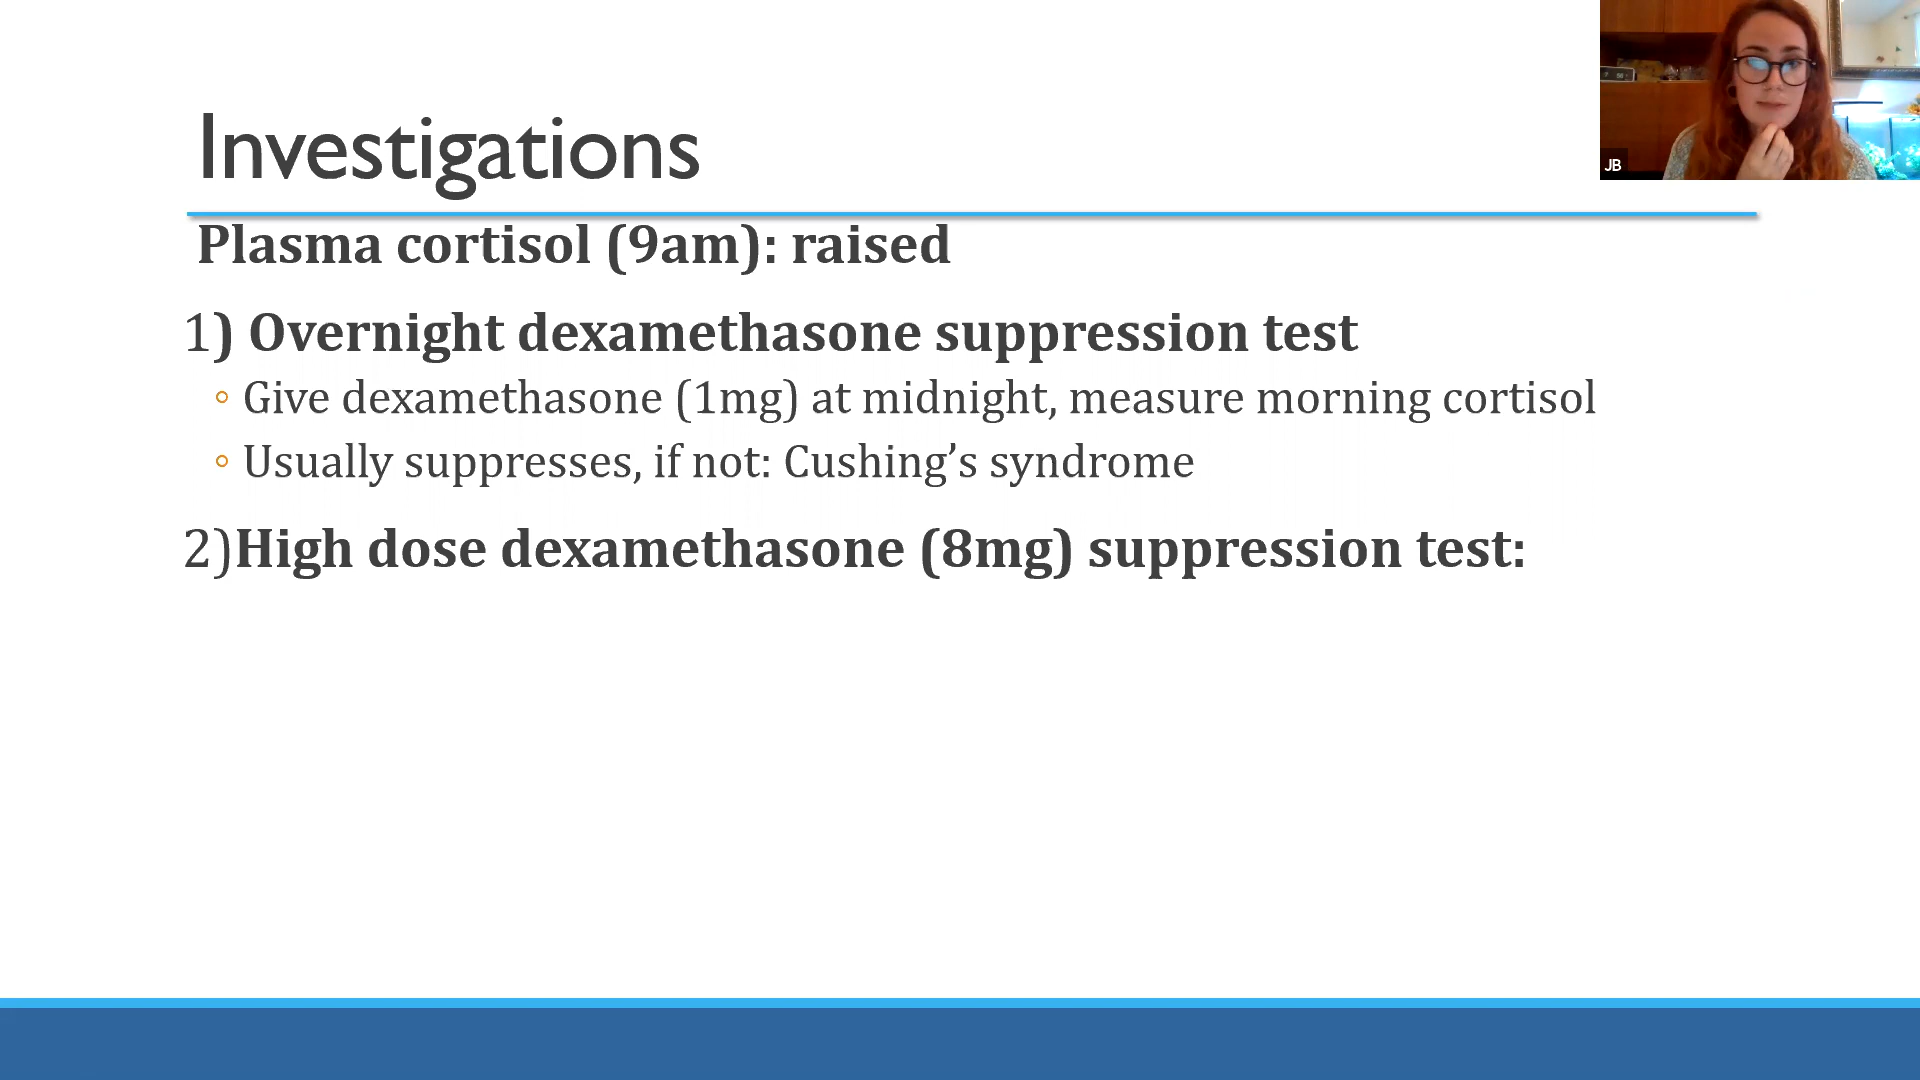 JB
Investigations
Plasma cortisol (9am): raised
1) Overnight dexamethasone suppression test
◦ Give dexamethasone (1mg) at midnight, measure morning cortisol
◦ Usually suppresses, if not: Cushing’s syndrome
2)High dose dexamethasone (8mg) suppression test: